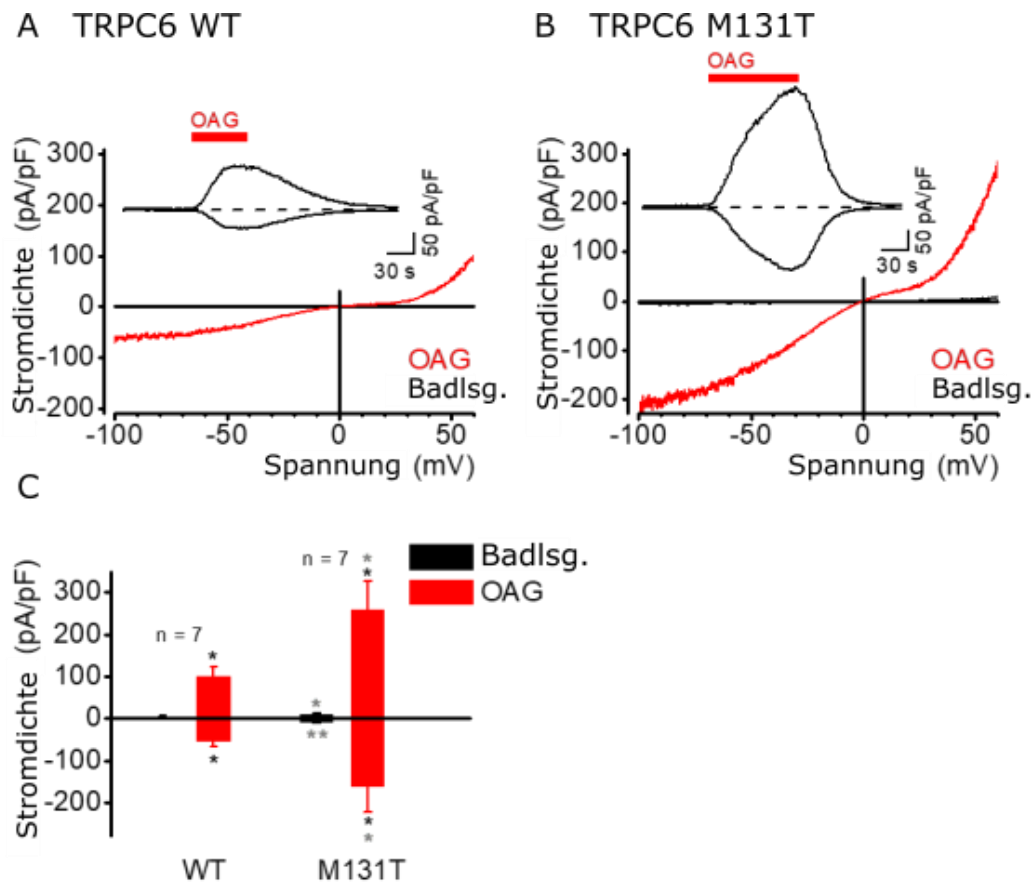 A TRPC6 WT
OAG
Stromdichte (pA/pF)
300
200
100
0
-100
-200
50 pA/pF
30 s
OAG
Badlsg.
-100 -50 0 50
Spannung (mV)
B TRPC6 M131T
OAG
Stromdichte (pA/pF)
300
200
100
0
-100
-200
50 pA/pF
30 s
OAG
Badlsg.
-100 -50 0 50
Spannung (mV)
C
Stromdichte (pA/pF)
300
200
100
0
-100
-200
n = 7
*
*
n = 7
*
*
*
**
*
*
Badlsg.
OAG
WT M131T